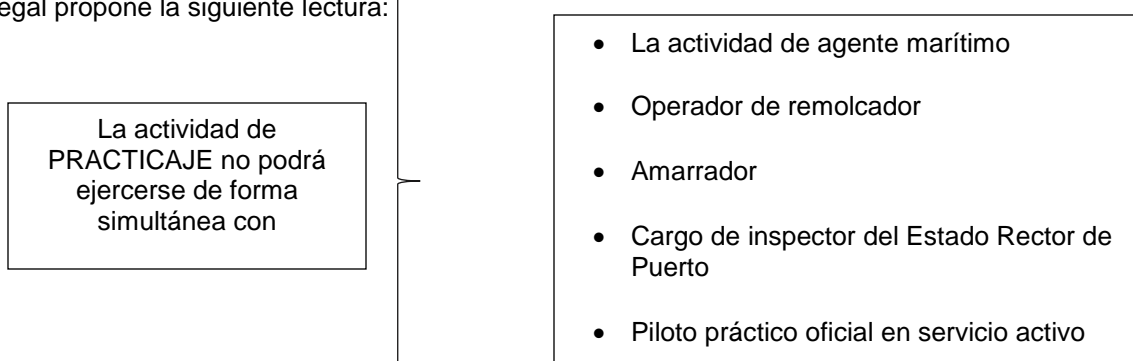 egal propone la siguiente lectura:
La actividad de
PRACTICAJE no podrá
ejercerse de forma
simultánea con
• La actividad de agente marítimo
• Operador de remolcador
• Amarrador
• Cargo de inspector del Estado Rector de
Puerto
• Piloto práctico oficial en servicio activo